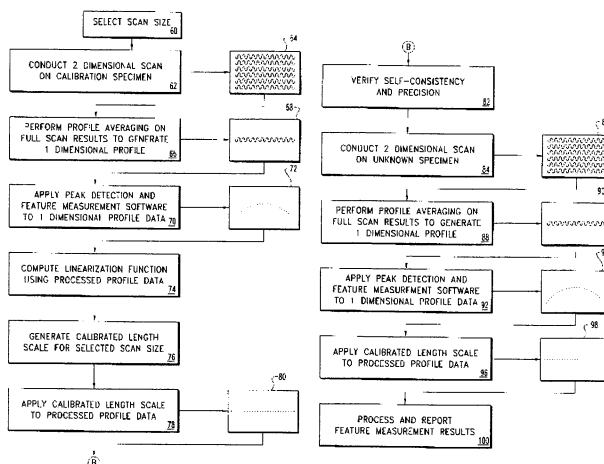 SELECT SCAN SIZE
60
CONDUCT 2 DIMENSIONAL SCAN
ON CALIBRATION SPECIMEN
62
64
PERFORM PROFILE AVERAGING ON
FULL SCAN RESULTS TO GENERATE
1 DIMENSIONAL PROFILE
66
68
APPLY PEAK DETECTION AND
FEATURE MEASUREMENT SOFTWARE
TO 1 DIMENSIONAL PROFILE DATA
70
72
COMPUTE LINEARIZATION FUNCTION
USING PROCESSED PROFILE DATA
74
GENERATE CALIBRATED LENGTH
SCALE FOR SELECTED SCAN SIZE
76
APPLY CALIBRATED LENGTH SCALE
TO PROCESSED PROFILE DATA
78
80
B
B
VERIFY SELF-CONSISTENCY
AND PRECISION
82
CONDUCT 2 DIMENSIONAL SCAN
ON UNKNOWN SPECIMEN
84
PERFORM PROFILE AVERAGING ON
FULL SCAN RESULTS TO GENERATE
1 DIMENSIONAL PROFILE
88
APPLY PEAK DETECTION AND
FEATURE MEASUREMENT SOFTWARE
TO 1 DIMENSIONAL PROFILE DATA
92
APPLY CALIBRATED LENGTH SCALE
TO PROCESSED PROFILE DATA
96
98
PROCESS AND REPORT
FEATURE MEASUREMENT RESULTS
100